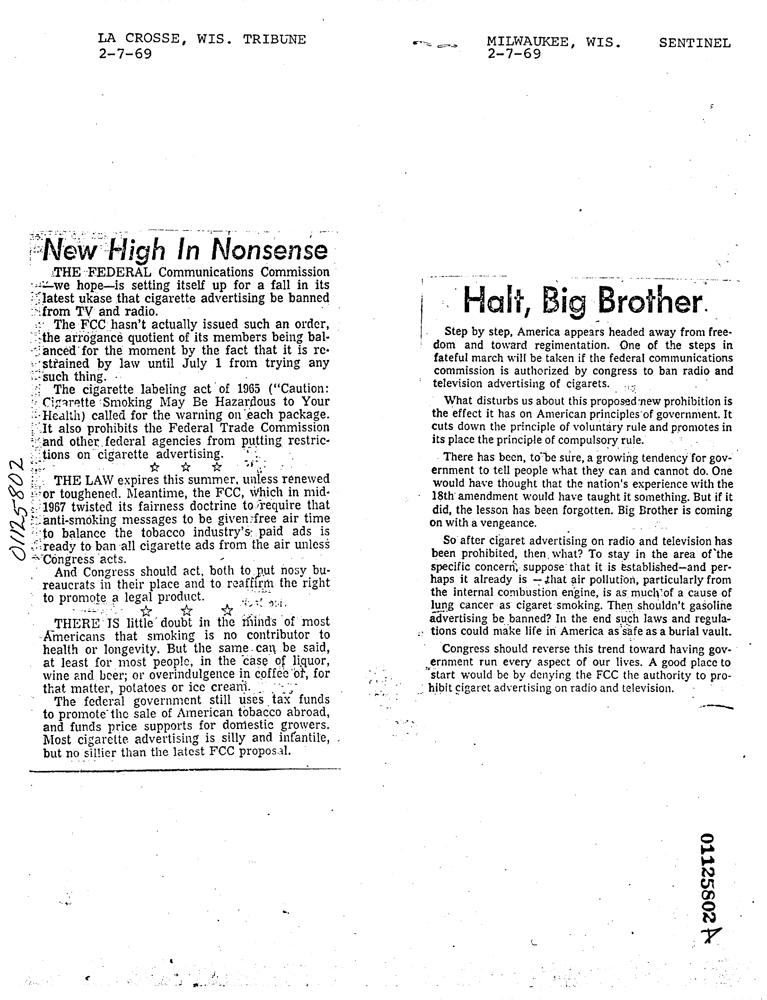 LA CROSSE, WIS. TRIBUNE
2-7-69
New High In Nonsense
THE FEDERAL Communications Commission
—we hope—is setting itself up for a fall in its
latest ukase that cigarette advertising be banned
from TV and radio.
The FCC hasn't actually issued such an order,
the arrogance quotient of its members being bal-
anced for the moment by the fact that it is re-
strained by law until July 1 from trying any
such thing.
The cigarette labeling act of 1965 ("Caution:
Cigarette Smoking May Be Hazardous to Your
Health) called for the warning on each package.
It also prohibits the Federal Trade Commission
and other federal agencies from putting restric-
tions on cigarette advertising.
☆ ☆ ☆
THE LAW expires this summer, unless renewed
or toughened. Meantime, the FCC, which in mid-
1967 twisted its fairness doctrine to require that
anti-smoking messages to be given free air time
to balance the tobacco industry's paid ads is
ready to ban all cigarette ads from the air unless
Congress acts.
And Congress should act, both to put nosy bu-
reaucrats in their place and to reaffirm the right
to promote a legal product.
☆ ☆ ☆
THERE IS little doubt in the minds of most
Americans that smoking is no contributor to
health or longevity. But the same can be said,
at least for most people, in the case of liquor,
wine and beer; or overindulgence in coffee or, for
that matter, potatoes or ice cream.
The federal government still uses tax funds
to promote the sale of American tobacco abroad,
and funds price supports for domestic growers.
Most cigarette advertising is silly and infantile,
but no sillier than the latest FCC proposal.
01125802
MILWAUKEE, WIS. SENTINEL
2-7-69
Halt, Big Brother
Step by step, America appears headed away from free-
dom and toward regimentation. One of the steps in
fateful march will be taken if the federal communications
commission is authorized by congress to ban radio and
television advertising of cigarets.
What disturbs us about this proposed new prohibition is
the effect it has on American principles of government. It
cuts down the principle of voluntary rule and promotes in
its place the principle of compulsory rule.
There has been, to be sure, a growing tendency for gov-
ernment to tell people what they can and cannot do. One
would have thought that the nation's experience with the
18th amendment would have taught it something. But if it
did, the lesson has been forgotten. Big Brother is coming
on with a vengeance.
So after cigaret advertising on radio and television has
been prohibited, then what? To stay in the area of the
specific concern, suppose that it is established—and per-
haps it already is — that air pollution, particularly from
the internal combustion engine, is as much of a cause of
lung cancer as cigaret smoking. Then shouldn't gasoline
advertising be banned? In the end such laws and regula-
tions could make life in America as safe as a burial vault.
Congress should reverse this trend toward having gov-
ernment run every aspect of our lives. A good place to
start would be by denying the FCC the authority to pro-
hibit cigaret advertising on radio and television.
01125802 A